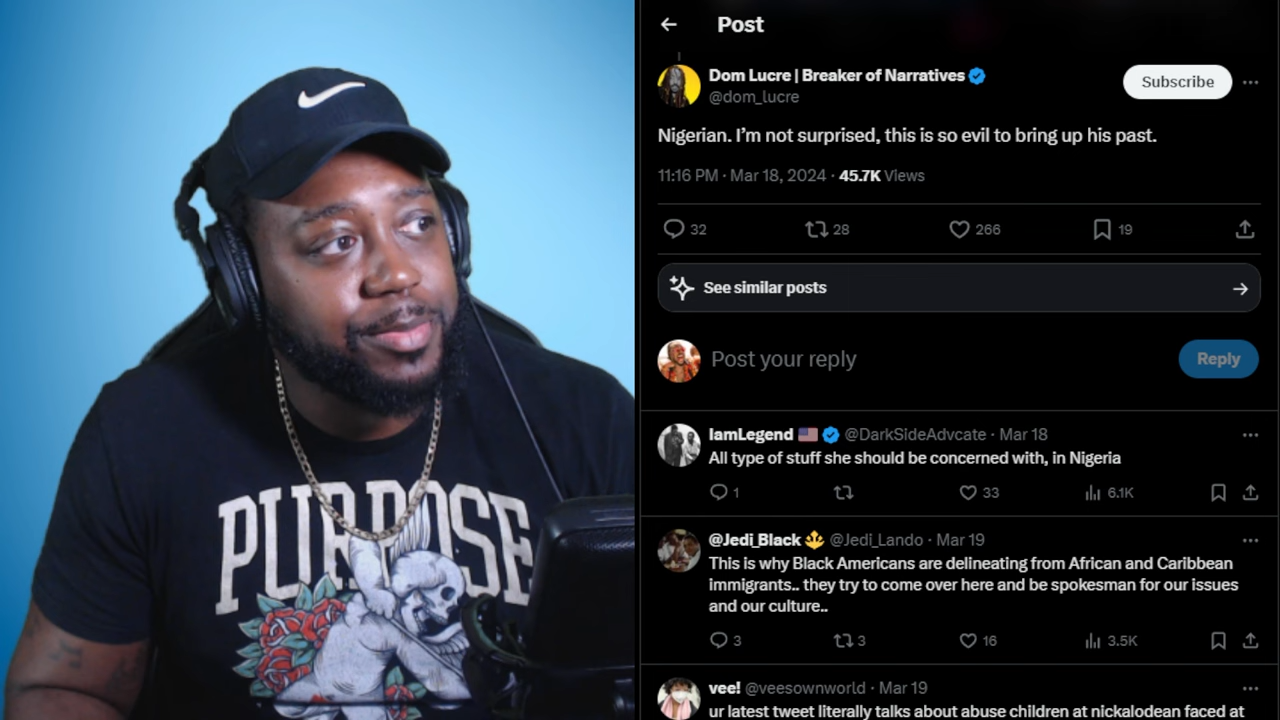 PURPOSE
Post
Dom Lucre | Breaker of Narratives
@dom_lucre
Subscribe
Nigerian. I'm not surprised, this is so evil to bring up his past.
11:16 PM · Mar 18, 2024 · 45.7K Views
32 28 266 19
See similar posts
Post your reply
Reply
IamLegend 🇺🇸 @DarkSideAdvcate · Mar 18
All type of stuff she should be concerned with, in Nigeria
1 33 6.1K
@Jedi_Black @Jedi_Lando · Mar 19
This is why Black Americans are delineating from African and Caribbean
immigrants.. they try to come over here and be spokesman for our issues
and our culture..
3 3 16 3.5K
vee! @veesownworld · Mar 19
ur latest tweet literally talks about abuse children at nickalodean faced at